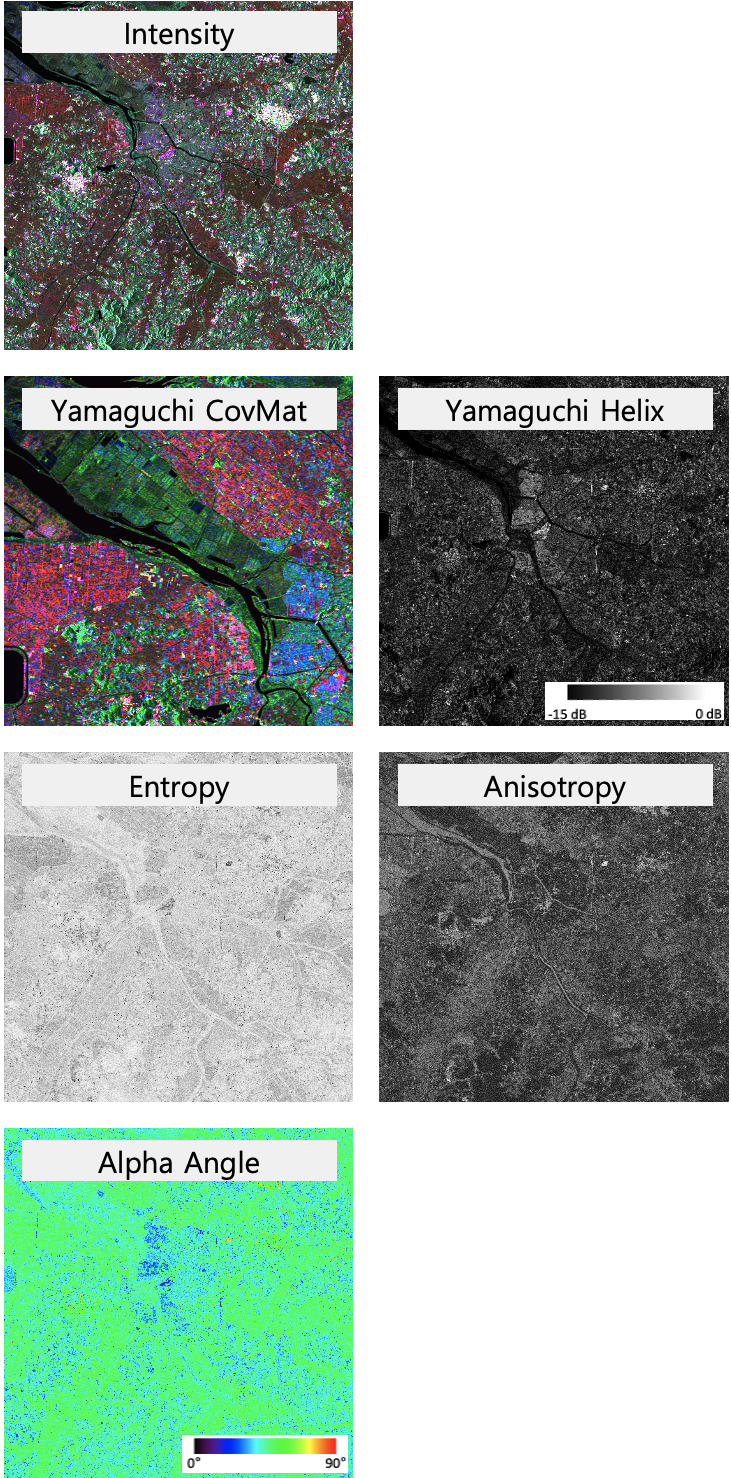 Intensity
Yamaguchi CovMat
Yamaguchi Helix
-15 dB 0 dB
Entropy
Anisotropy
Alpha Angle
0° 90°